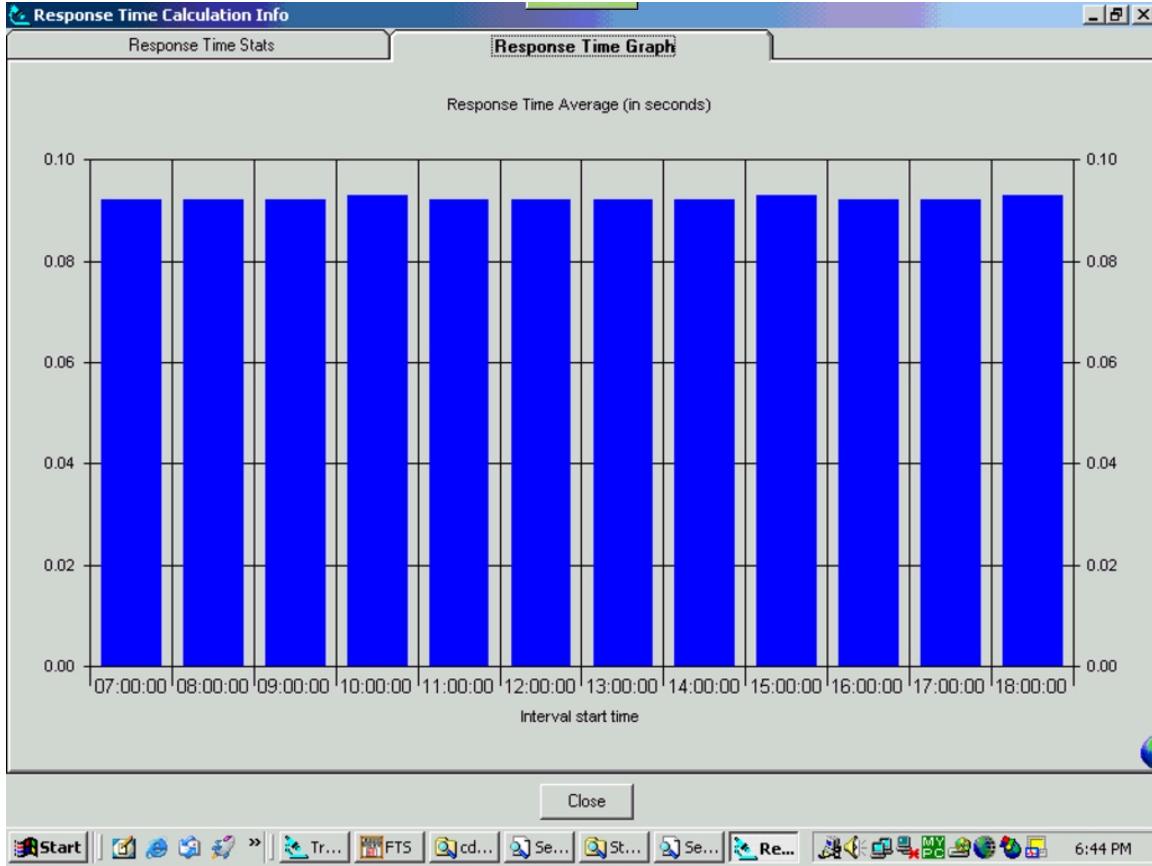 Response Time Calculation Info
Response Time Stats
Response Time Graph
Response Time Average (in seconds)
0.10 0.10
0.08 0.08
0.06 0.06
0.04 0.04
0.02 0.02
0.00 0.00
07:00:00 08:00:00 09:00:00 10:00:00 11:00:00 12:00:00 13:00:00 14:00:00 15:00:00 16:00:00 17:00:00 18:00:00
Interval start time
Close
Start » Tr... FTS cd... Se... St... Se... Re... MY PC 6:44 PM